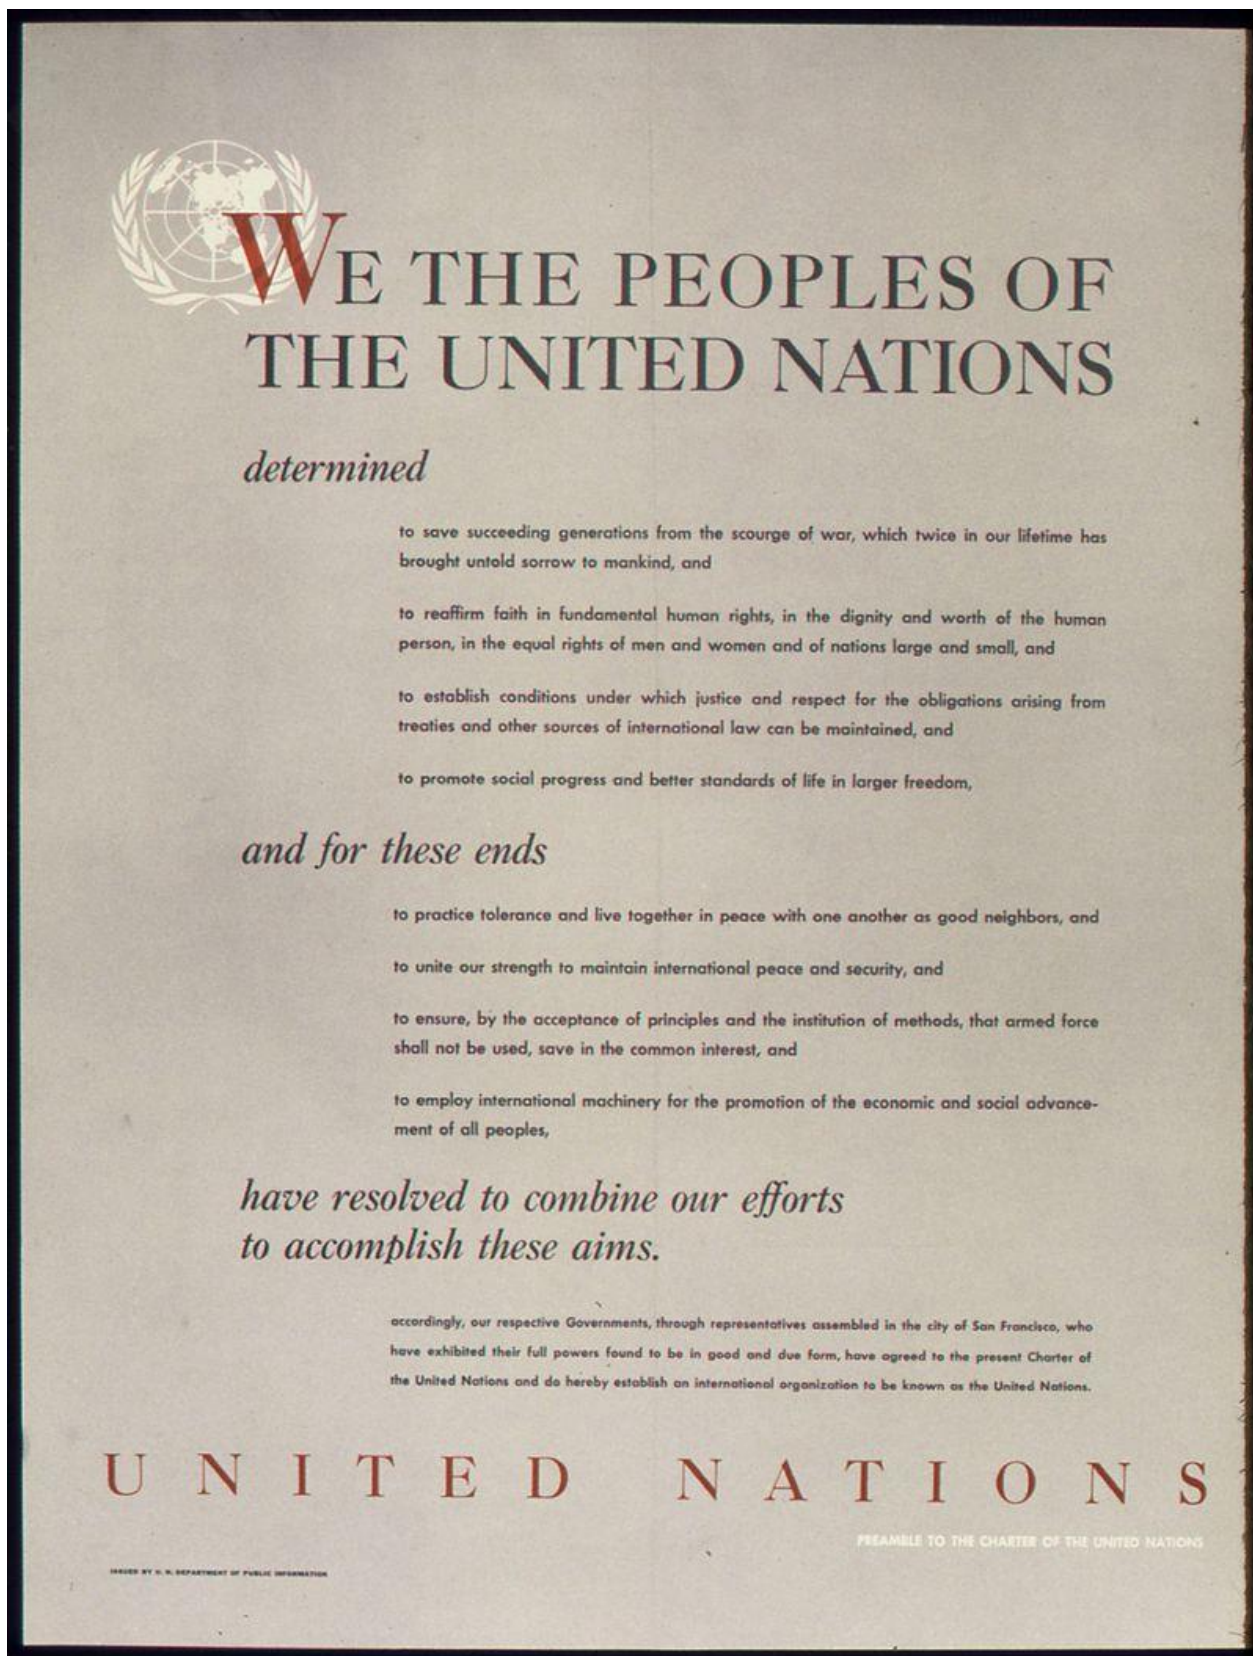 WE THE PEOPLES OF
THE UNITED NATIONS
determined
to save succeeding generations from the scourge of war, which twice in our lifetime has
brought untold sorrow to mankind, and
to reaffirm faith in fundamental human rights, in the dignity and worth of the human
person, in the equal rights of men and women and of nations large and small, and
to establish conditions under which justice and respect for the obligations arising from
treaties and other sources of international law can be maintained, and
to promote social progress and better standards of life in larger freedom,
and for these ends
to practice tolerance and live together in peace with one another as good neighbors, and
to unite our strength to maintain international peace and security, and
to ensure, by the acceptance of principles and the institution of methods, that armed force
shall not be used, save in the common interest, and
to employ international machinery for the promotion of the economic and social advance-
ment of all peoples,
have resolved to combine our efforts
to accomplish these aims.
accordingly, our respective Governments, through representatives assembled in the city of San Francisco, who
have exhibited their full powers found to be in good and due form, have agreed to the present Charter of
the United Nations and do hereby establish an international organization to be known as the United Nations.
UNITED NATIONS
PREAMBLE TO THE CHARTER OF THE UNITED NATIONS
ISSUED BY U. N. DEPARTMENT OF PUBLIC INFORMATION